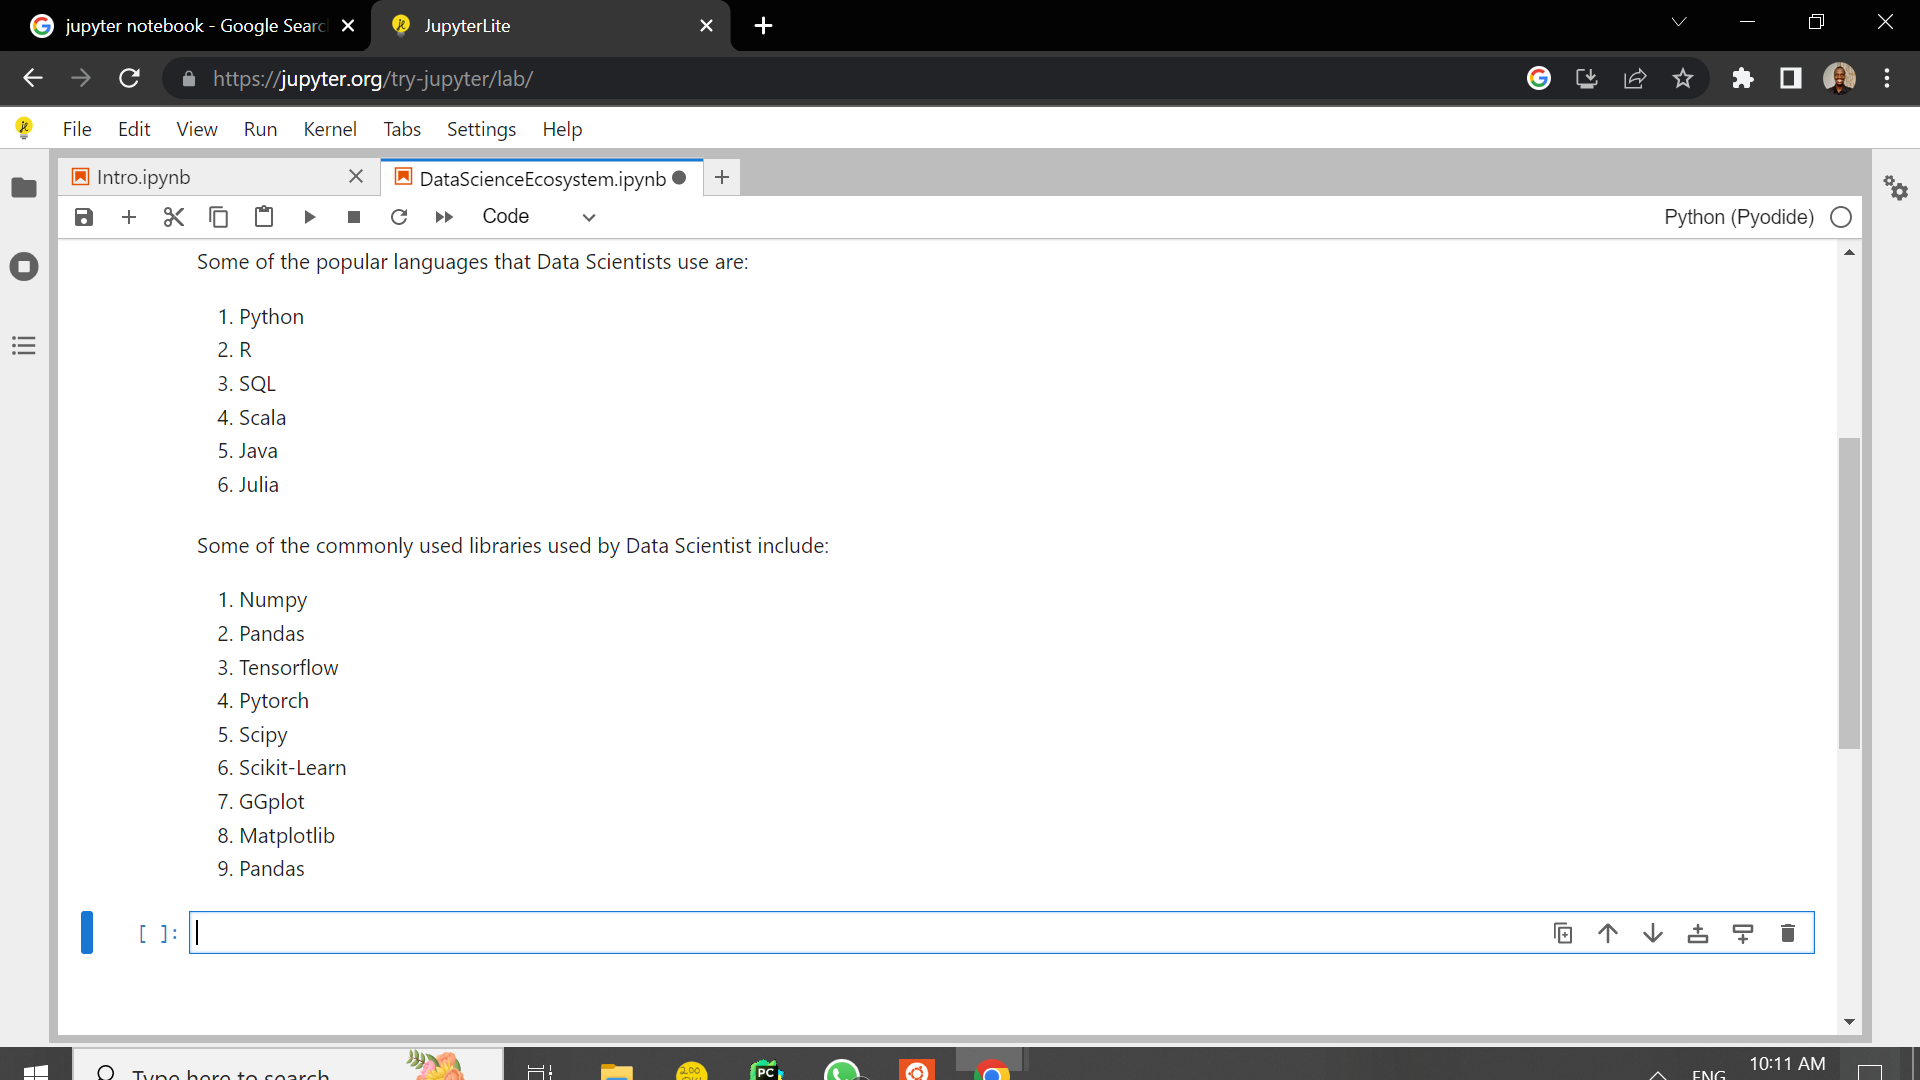 jupyter notebook - Google Searc
JupyterLite
https://jupyter.org/try-jupyter/lab/
File Edit View Run Kernel Tabs Settings Help
Intro.ipynb
DataScienceEcosystem.ipynb
Code
Python (Pyodide)
Some of the popular languages that Data Scientists use are:
1. Python
2. R
3. SQL
4. Scala
5. Java
6. Julia
Some of the commonly used libraries used by Data Scientist include:
1. Numpy
2. Pandas
3. Tensorflow
4. Pytorch
5. Scipy
6. Scikit-Learn
7. GGplot
8. Matplotlib
9. Pandas
[ ]:
Type here to search
PC
ENG
10:11 AM